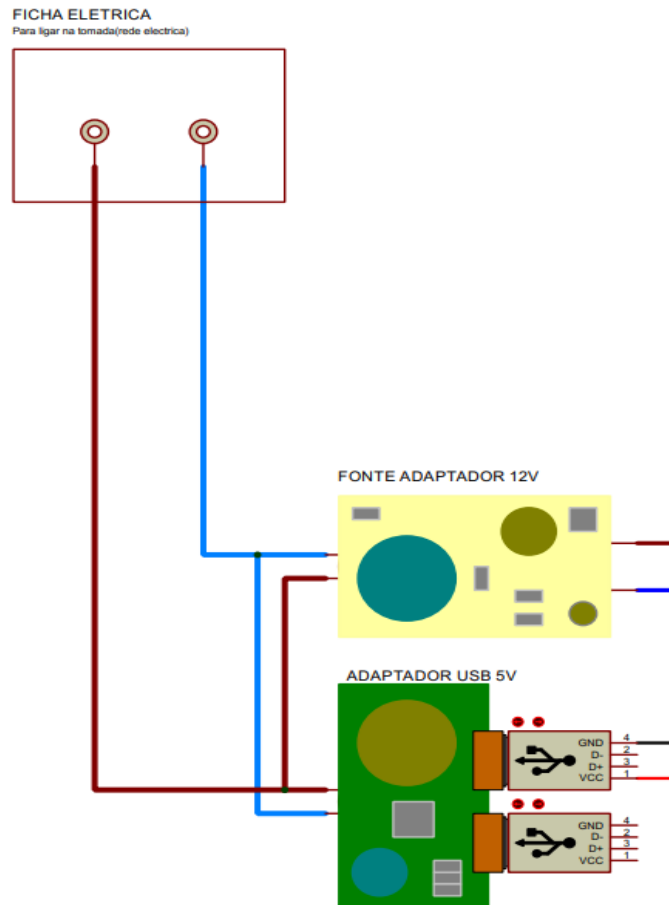 FICHA ELETRICA
Para ligar na tomada(rede electrica)
FONTE ADAPTADOR 12V
ADAPTADOR USB 5V
GND 4
D- 2
D+ 3
VCC 1
GND 4
D- 2
D+ 3
VCC 1